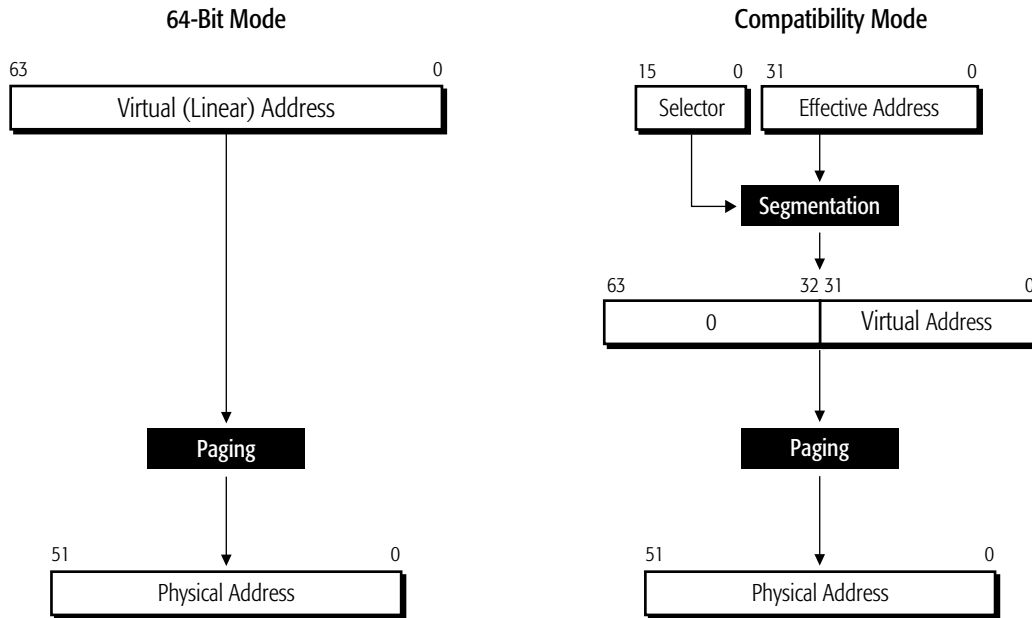 64-Bit Mode
63 0
Virtual (Linear) Address
Paging
51 0
Physical Address
Compatibility Mode
15 0 31 0
Selector Effective Address
Segmentation
63 32 31 0
0 Virtual Address
Paging
51 0
Physical Address